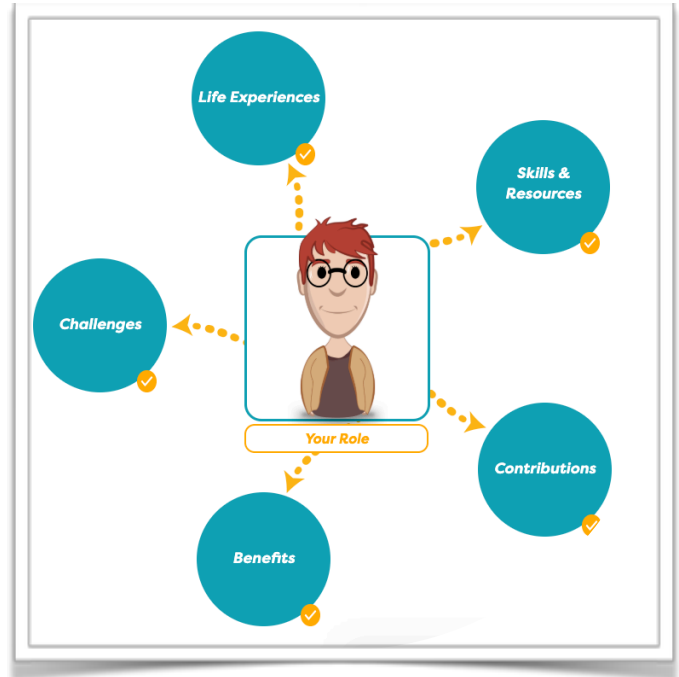 Life Experiences
Skills &
Resources
Challenges
Your Role
Contributions
Benefits